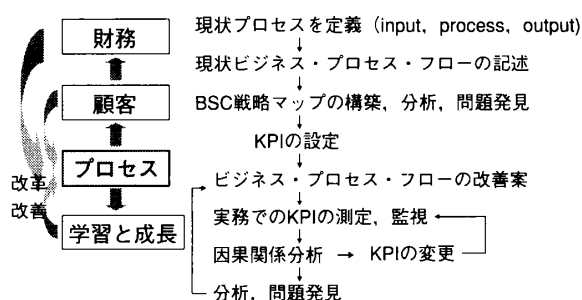 財務
顧客
プロセス
学習と成長
改革
改善
現状プロセスを定義（input，process，output)
現状ビジネス・プロセス・フローの記述
BSC戦略マップの構築，分析，問題発見
KPIの設定
ビジネス・プロセス・フローの改善案
実務でのKPIの測定，監視
因果関係分析 → KPIの変更
分析，問題発見